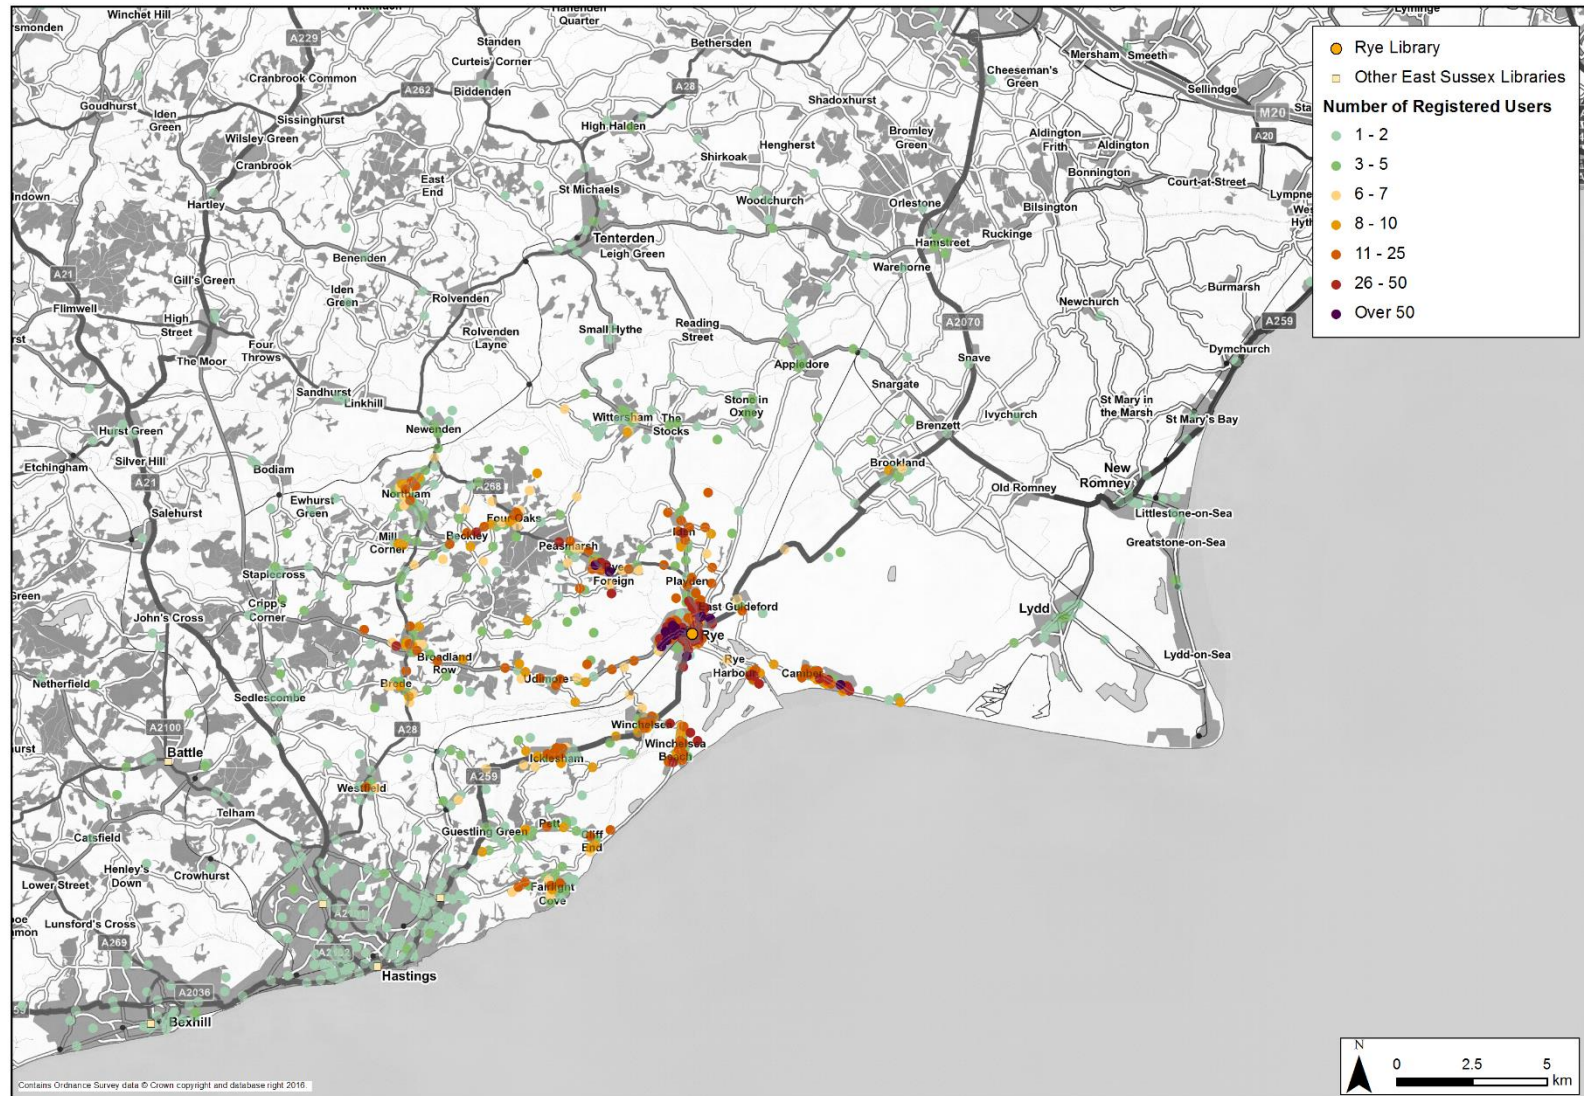 Winchet Hill
Goudhurst
Iden
Green
A229
Cranbrook Common
Sissinghurst
Wilsley Green
Cranbrook
Hartley
A262
Standen
Curteis' Corner
Biddenden
Quarter
Bethersden
A28
High Halden
Shadoxhurst
Hengherst
Shirkoak
Bromley
Green
Cheeseman's
Green
Mersham
Smeeth
Sellindge
M20
A20
Aldington
Frith
Aldington
Bonnington
Court-at-Street
Bilsington
Rye Library
Other East Sussex Libraries
Number of Registered Users
1 - 2
3 - 5
6 - 7
8 - 10
11 - 25
26 - 50
Over 50
East
End
St Michaels
Tenterden
Leigh Green
Woodchurch
Orlestone
Hamstreet
Ruckinge
Warehorne
A21
Flimwell
Gill's Green
High
Street
The Moor
Benenden
Iden
Green
Rolvenden
Rolvenden
Layne
Four
Throws
Sandhurst
Linkhill
Small Hythe
Reading
Street
Appledore
A2070
Snave
Snargate
Newchurch
Burmarsh
A259
Dymchurch
St Mary in
the Marsh
Ivychurch
St Mary's Bay
Brenzett
Brookland
Old Romney
New
Romney
Littlestone-on-Sea
Greatstone-on-Sea
Lydd
Lydd-on-Sea
Hurst Green
Etchingham
Silver Hill
A21
Salehurst
Bodiam
Ewhurst
Green
Newenden
Northiam
A268
Four Oaks
Beckley
Mill
Corner
Wittersham
The
Stocks
Stone in
Oxney
Iden
Peasmarsh
Rye
Foreign
Playden
East Guldeford
Rye
Rye
Harbour
Camber
Staplecross
Cripp's
Corner
John's Cross
Broadland
Row
Brede
Udimore
Netherfield
Sedlescombe
A2100
Battle
A28
Westfield
Winchelsea
Winchelsea
Beach
Icklesham
A259
Telham
Catsfield
Guestling Green
Pett
Cliff
End
Fairlight
Cove
Henley's
Down
Crowhurst
Lower Street
Lunsford's Cross
A269
Hastings
A2036
Bexhill
N
0 2.5 5
km
Contains Ordnance Survey data © Crown copyright and database right 2016.